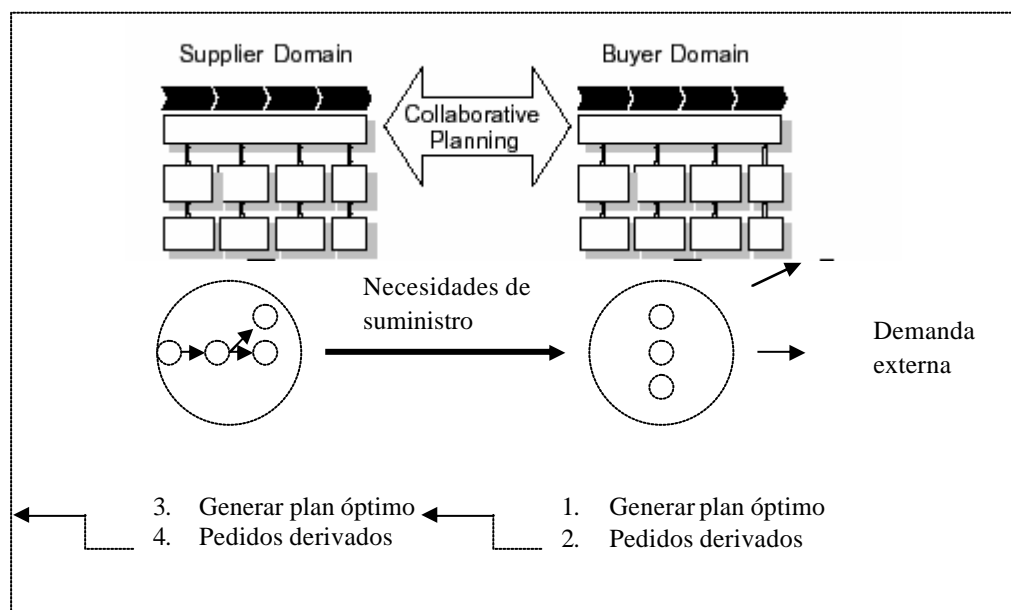 Supplier Domain
Buyer Domain
Collaborative
Planning
Necesidades de
suministro
Demanda
externa
3. Generar plan óptimo
4. Pedidos derivados
1. Generar plan óptimo
2. Pedidos derivados